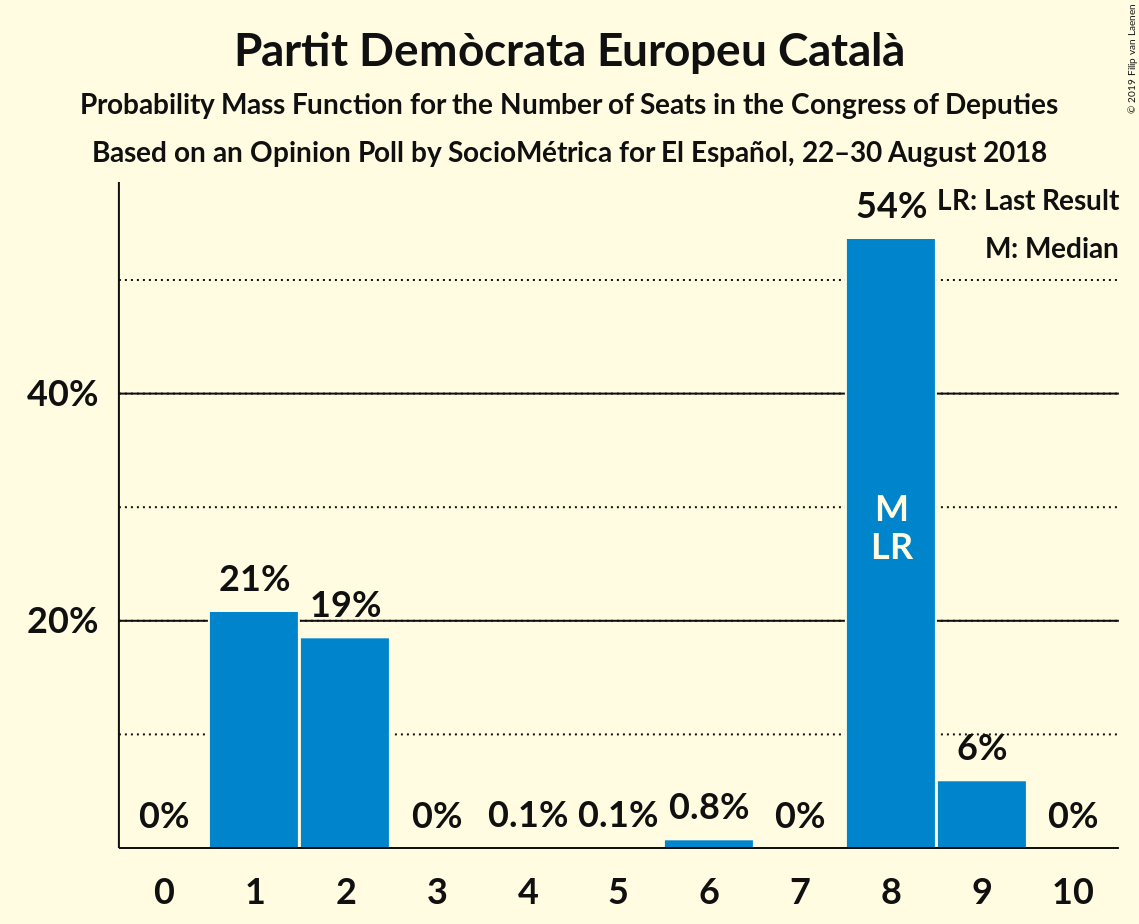 Partit Demòcrata Europeu Català
Probability Mass Function for the Number of Seats in the Congress of Deputies
Based on an Opinion Poll by SocioMétrica for El Español, 22–30 August 2018
© 2019 Filip van Laenen
LR: Last Result
M: Median
40%
20%
0%
21%
19%
0%
0.1%
0.1%
0.8%
0%
54%
6%
0%
M
LR
0 1 2 3 4 5 6 7 8 9 10